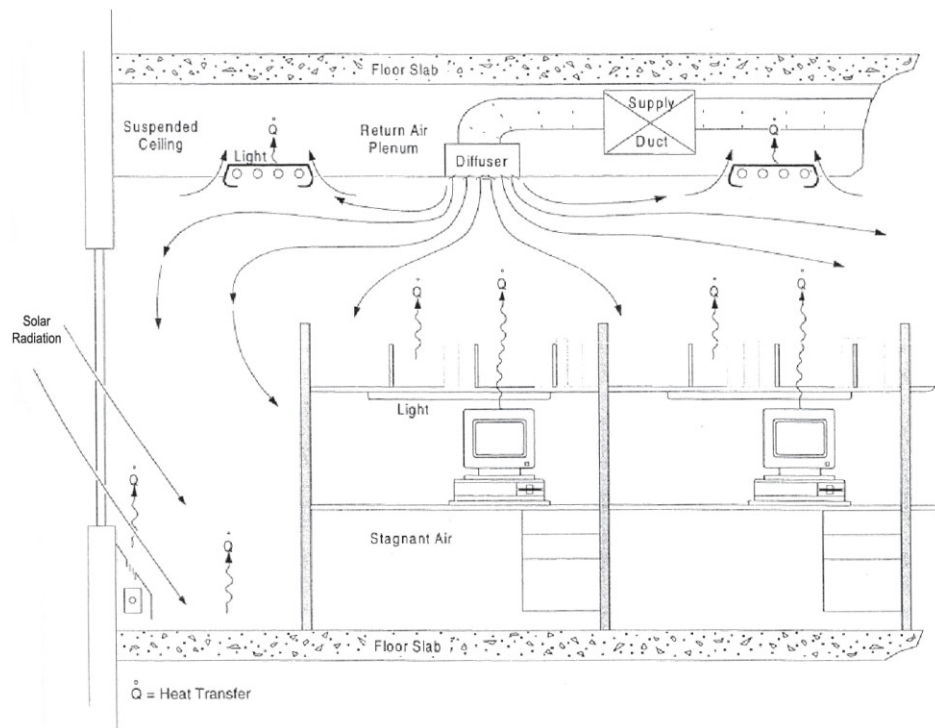 Floor Slab
Suspended
Ceiling
Q̇
Light
Return Air
Plenum
Diffuser
Supply
Duct
Q̇
Q̇
Q̇
Q̇
Q̇
Solar
Radiation
Light
Q̇
Q̇
Stagnant Air
Floor Slab
Q̇ = Heat Transfer